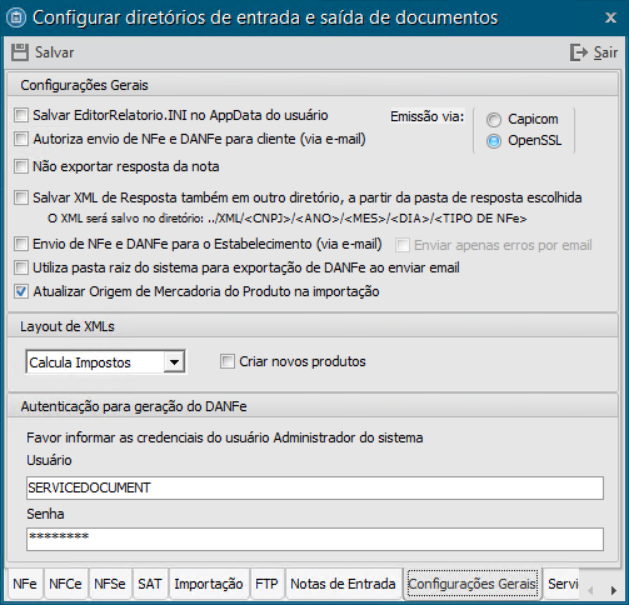 Configurar diretórios de entrada e saída de documentos
Salvar
Sair
Configurações Gerais
Salvar EditorRelatorio.INI no AppData do usuário
Emissão via:
Capicom
OpenSSL
Autoriza envio de NFe e DANFe para cliente (via e-mail)
Não exportar resposta da nota
Salvar XML de Resposta também em outro diretório, a partir da pasta de resposta escolhida
O XML será salvo no diretório: ../XML/<CNPJ>/<ANO>/<MES>/<DIA>/<TIPO DE NFe>
Envio de NFe e DANFe para o Estabelecimento (via e-mail)
Enviar apenas erros por email
Utiliza pasta raiz do sistema para exportação de DANFe ao enviar email
Atualizar Origem de Mercadoria do Produto na importação
Layout de XMLs
Calcula Impostos
Criar novos produtos
Autenticação para geração do DANFe
Favor informar as credenciais do usuário Administrador do sistema
Usuário
SERVICEDOCUMENT
Senha
********
NFe
NFCe
NFSe
SAT
Importação
FTP
Notas de Entrada
Configurações Gerais
Servi